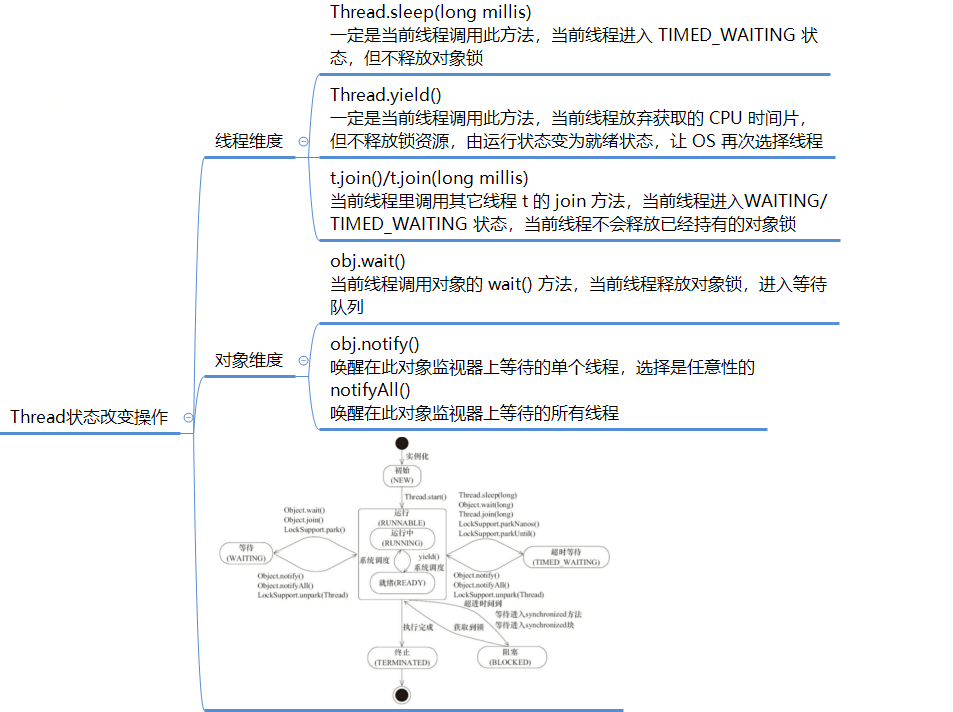 Thread.sleep(long millis)
一定是当前线程调用此方法，当前线程进入 TIMED_WAITING 状
态，但不释放对象锁
Thread.yield()
一定是当前线程调用此方法，当前线程放弃获取的 CPU 时间片，
但不释放锁资源，由运行状态变为就绪状态，让 OS 再次选择线程
线程维度
t.join()/t.join(long millis)
当前线程里调用其它线程 t 的 join 方法，当前线程进入WAITING/
TIMED_WAITING 状态，当前线程不会释放已经持有的对象锁
obj.wait()
当前线程调用对象的 wait() 方法，当前线程释放对象锁，进入等待
队列
对象维度
obj.notify()
唤醒在此对象监视器上等待的单个线程，选择是任意性的
notifyAll()
唤醒在此对象监视器上等待的所有线程
Thread状态改变操作
实例化
初始
(NEW)
Thread.start()
Object.wait()
Object.join()
LockSupport.park()
等待
(WAITING)
Object.notify()
Object.notifyAll()
LockSupport.unpark(Thread)
运行
(RUNNABLE)
运行中
(RUNNING)
系统调度
yield()
系统调度
就绪(READY)
Thread.sleep(long)
Object.wait(long)
Thread.join(long)
LockSupport.parkNanos()
LockSupport.parkUntil()
超时等待
(TIMED_WAITING)
Object.notify()
Object.notifyAll()
LockSupport.unpark(Thread)
超进时间到
等待进入synchronized方法
等待进入synchronized块
执行完成
获取到锁
终止
(TERMINATED)
阻塞
(BLOCKED)